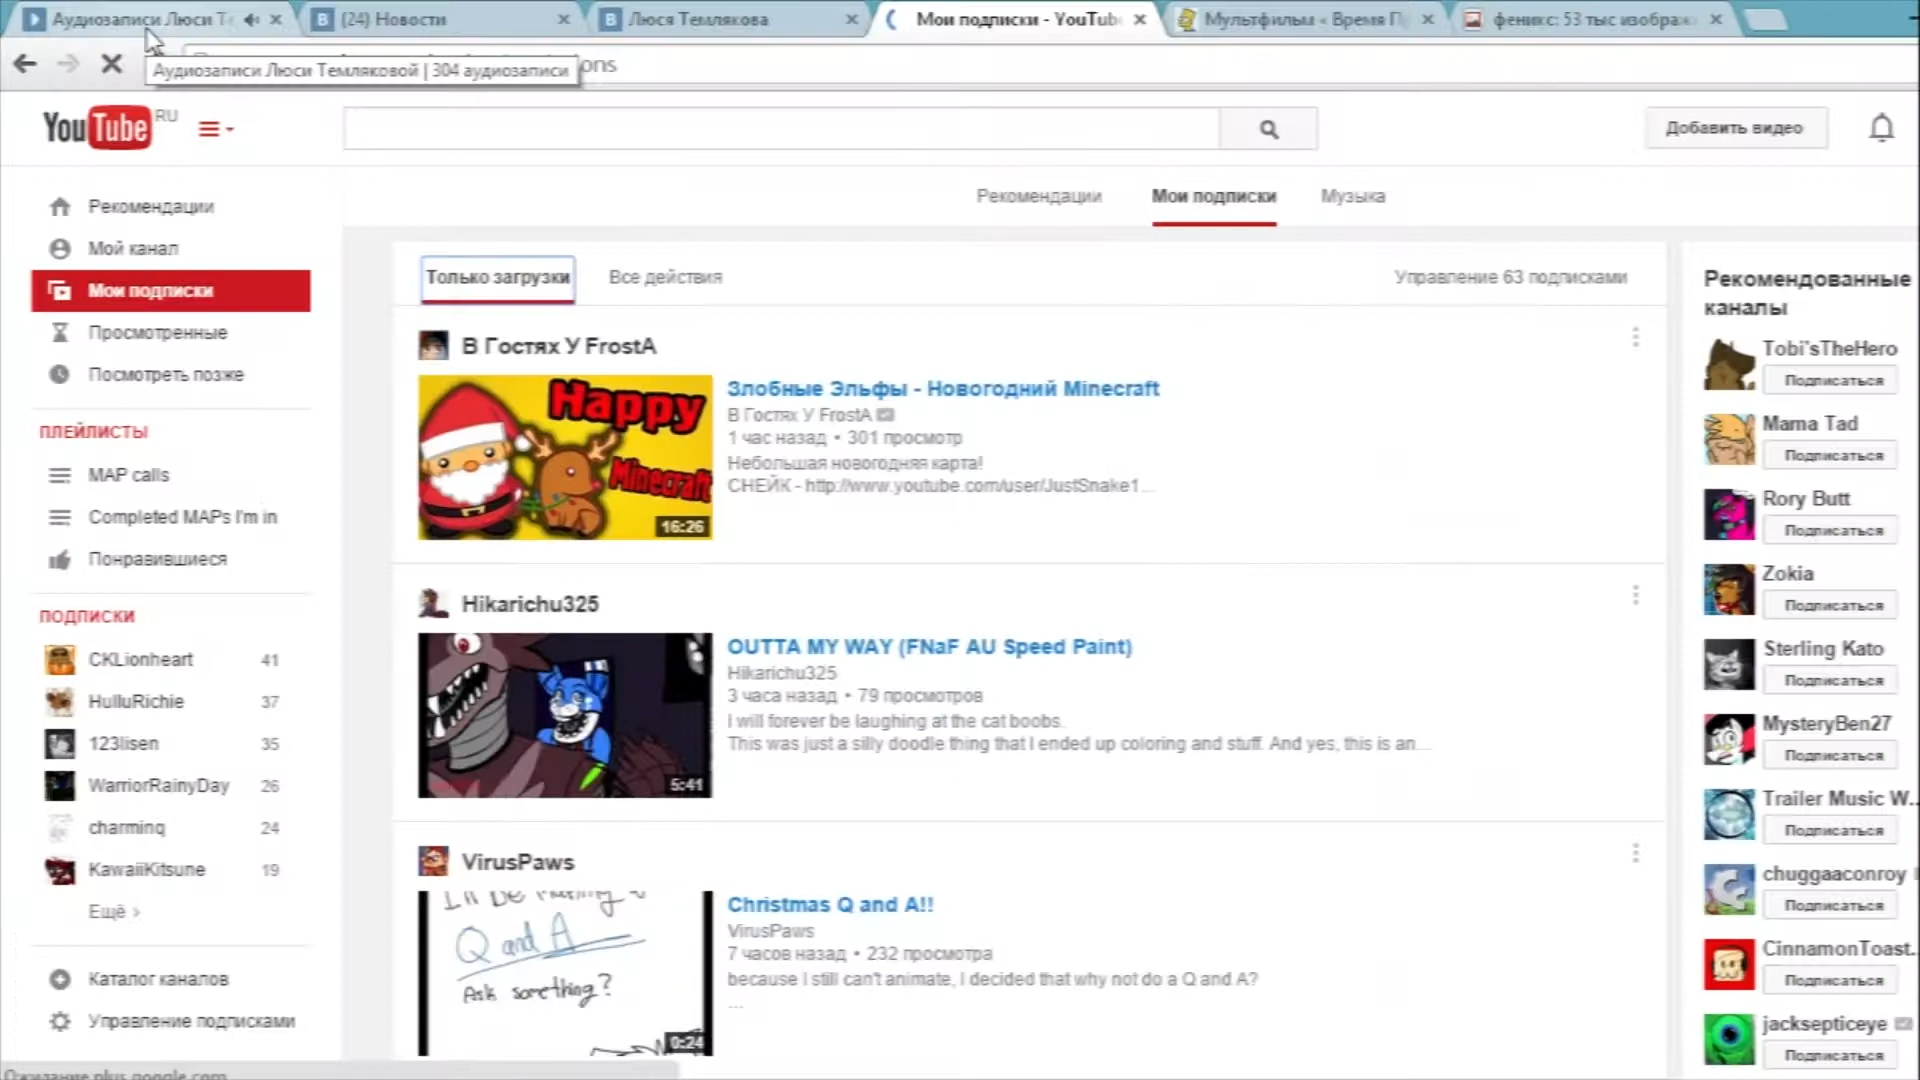 Аудиозаписи Люси Те
(24) Новости
Люся Темлякова
Мои подписки - YouTube
Мультфильм « Время П
феникс: 53 тыс изображ
Аудиозаписи Люси Темляковой | 304 аудиозаписи
ons
YouTube RU
Добавить видео
Рекомендации
Мои подписки
Музыка
Рекомендации
Мой канал
Мои подписки
Просмотренные
Посмотреть позже
ПЛЕЙЛИСТЫ
MAP calls
Completed MAPs I'm in
Понравившиеся
ПОДПИСКИ
CKLionheart 41
HulluRichie 37
123lisen 35
WarriorRainyDay 26
charminq 24
KawaiiKitsune 19
Ещё >
Каталог каналов
Управление подписками
Ожидание plus.google.com
Только загрузки
Все действия
Управление 63 подписками
В Гостях У FrostA
Happy
Minecraft
16:26
Злобные Эльфы - Новогодний Minecraft
В Гостях У FrostA
1 час назад • 301 просмотр
Небольшая новогодняя карта!
СНЕЙК - http://www.youtube.com/user/JustSnake1...
Hikarichu325
5:41
OUTTA MY WAY (FNaF AU Speed Paint)
Hikarichu325
3 часа назад • 79 просмотров
I will forever be laughing at the cat boobs.
This was just a silly doodle thing that I ended up coloring and stuff. And yes, this is an...
VirusPaws
Q and A
Ask something?
0:24
Christmas Q and A!!
VirusPaws
7 часов назад • 232 просмотра
because I still can't animate, I decided that why not do a Q and A?
...
Рекомендованные
каналы
Tobi'sTheHero
Подписаться
Mama Tad
Подписаться
Rory Butt
Подписаться
Zokia
Подписаться
Sterling Kato
Подписаться
MysteryBen27
Подписаться
Trailer Music W...
Подписаться
chuggaaconroy
Подписаться
CinnamonToast...
Подписаться
jacksepticeye
Подписаться